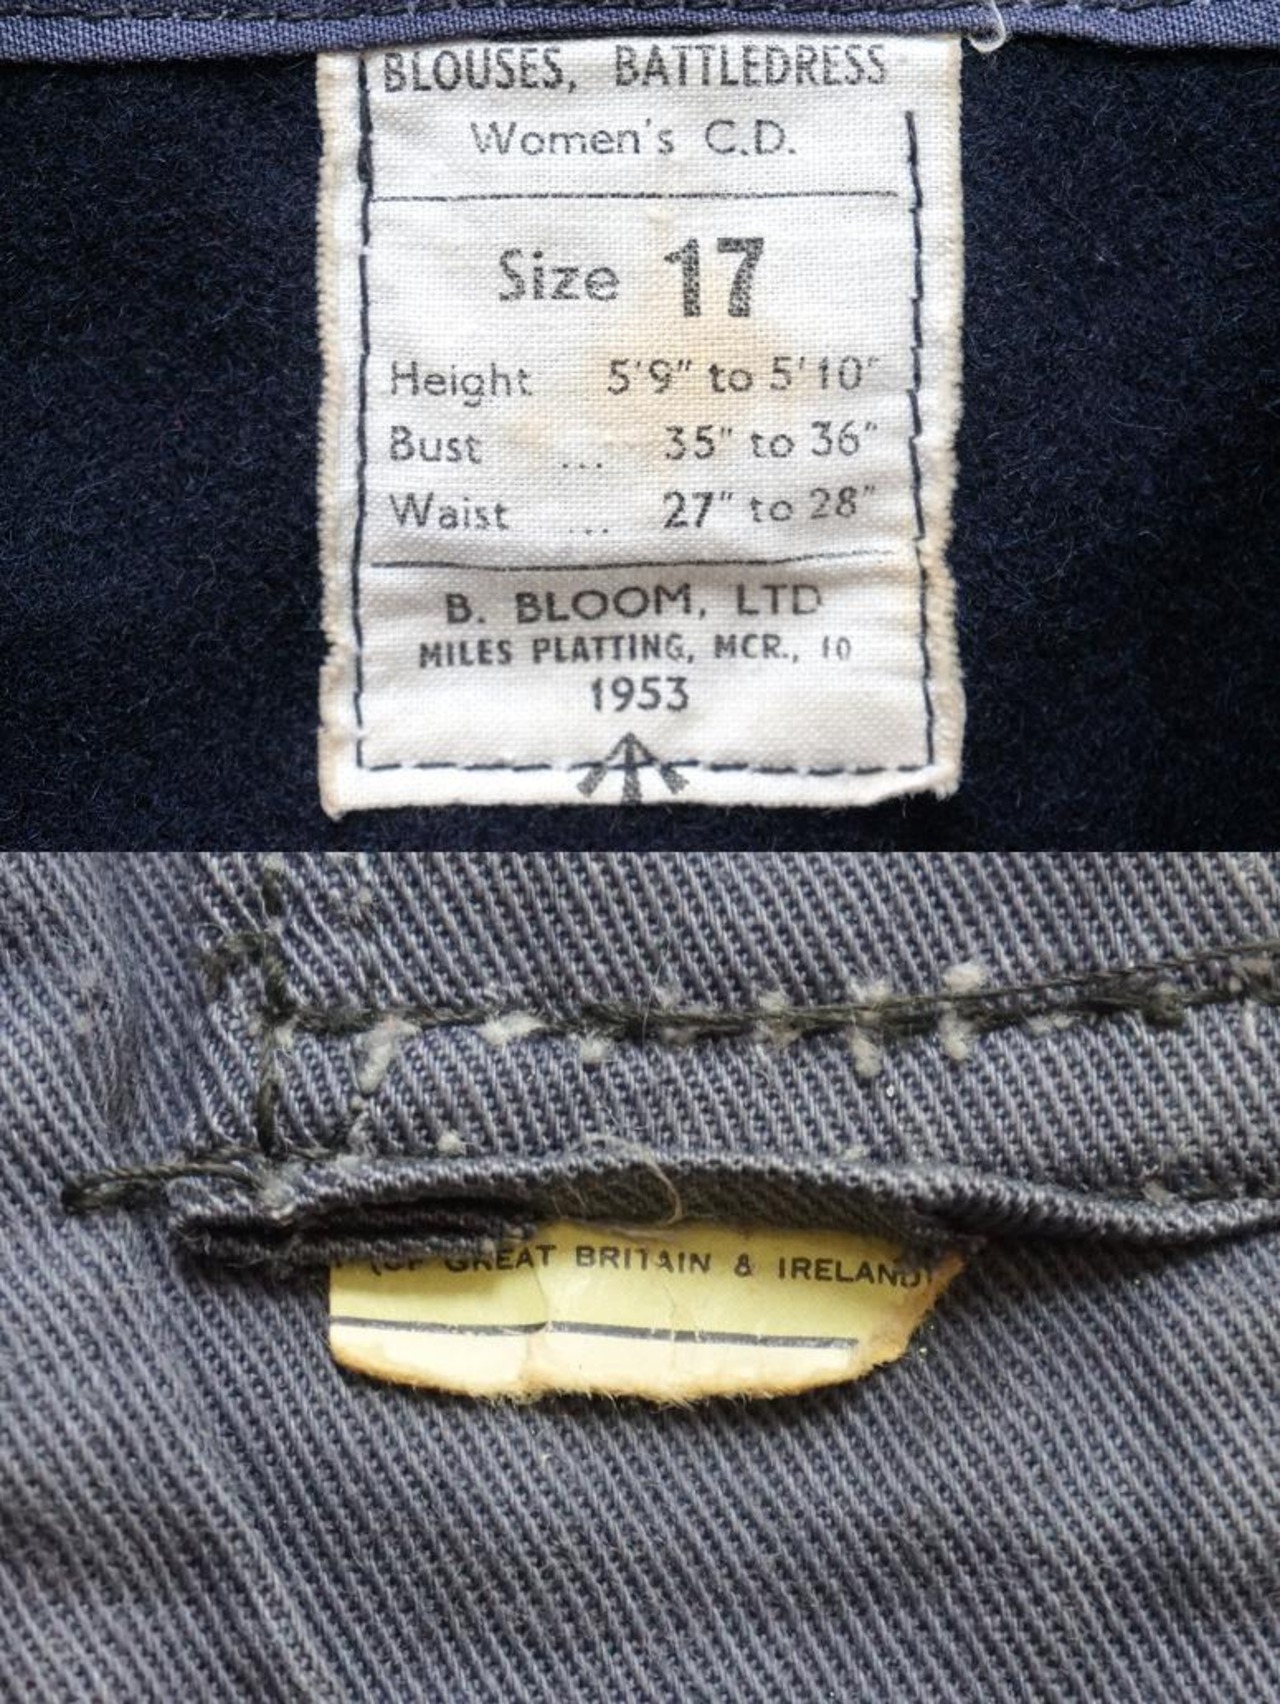 BLOUSES, BATTLEDRESS
Women's C.D.
Size 17
Height 5'9" to 5'10"
Bust ... 35" to 36"
Waist ... 27" to 28"
B. BLOOM, LTD
MILES PLATTING, MCR., 10
1953
(OF GREAT BRITAIN & IRELAND)